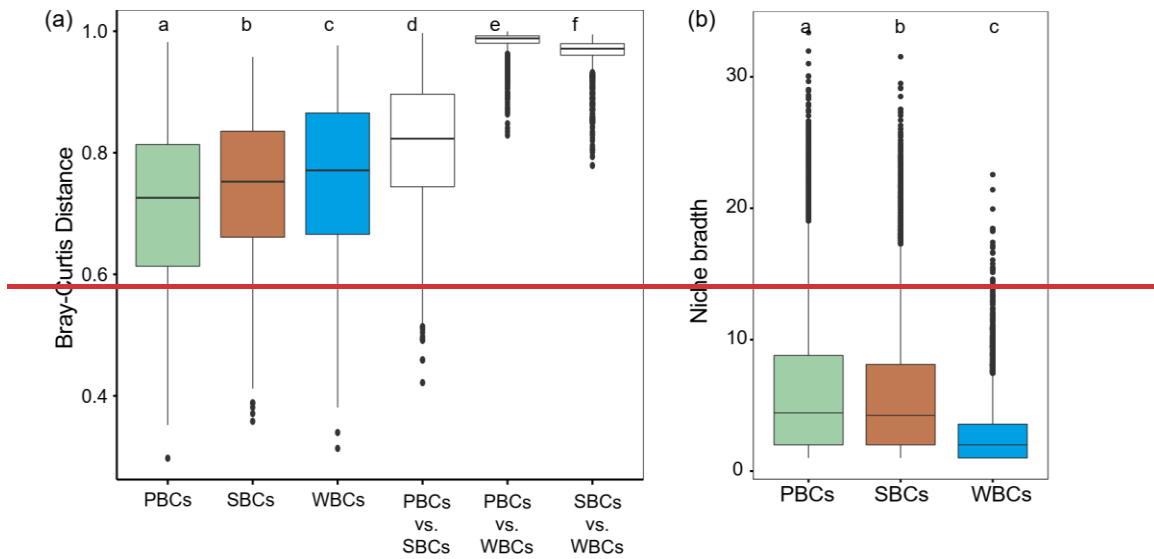 (a)
a b c d e f
1.0
0.8
0.6
0.4
Bray-Curtis Distance
PBCs SBCs WBCs PBCs vs. SBCs PBCs vs. WBCs SBCs vs. WBCs
(b)
a b c
30
20
10
0
Niche bradth
PBCs SBCs WBCs